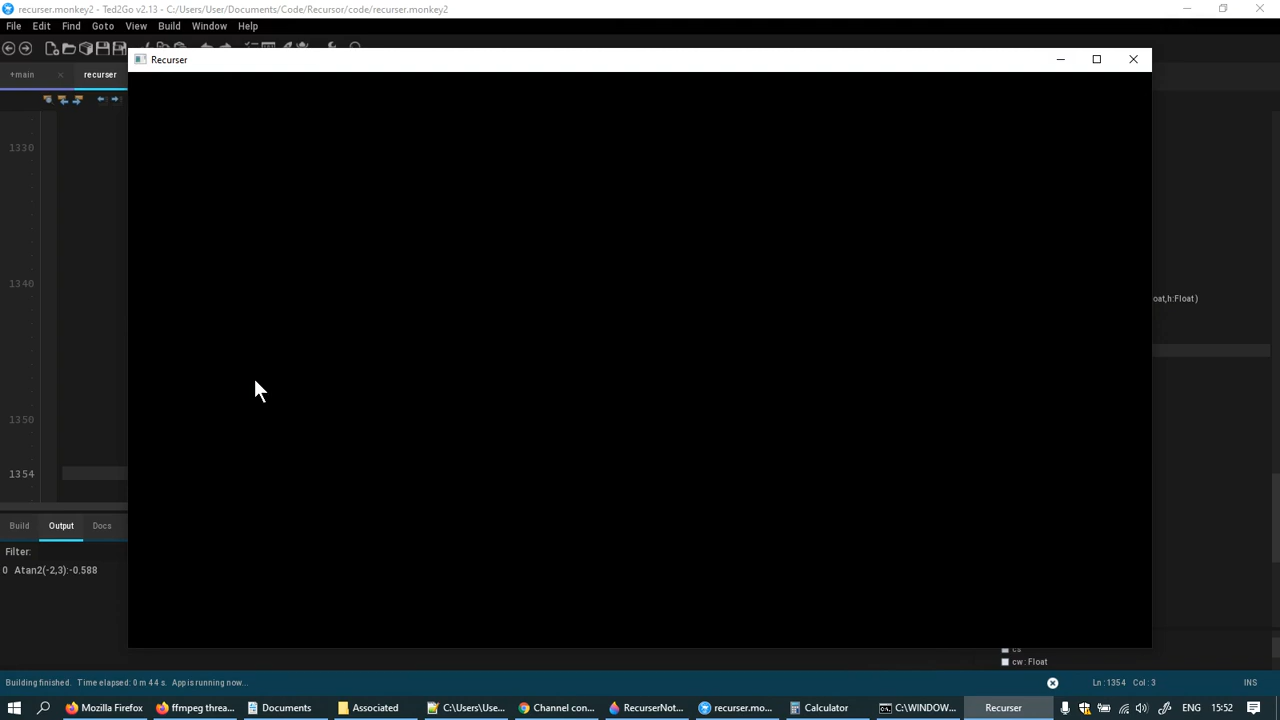 recurser.monkey2 - Ted2Go v2.13 - C:/Users/User/Documents/Code/Recursor/code/recurser.monkey2
File Edit Find Goto View Build Window Help
Recurser
+main recurser
1330
1340
oat,h:Float)
1350
1354
Build Output Docs
Filter:
0 Atan2(-2,3):-0.588
cs
cw : Float
Building finished. Time elapsed: 0 m 44 s. App is running now... Ln : 1354 Col : 3 INS
Mozilla Firefox ffmpeg threa... Documents Associated C:\Users\Use... Channel con... RecurserNot... recurser.mo... Calculator C:\WINDOW... Recurser ENG 15:52